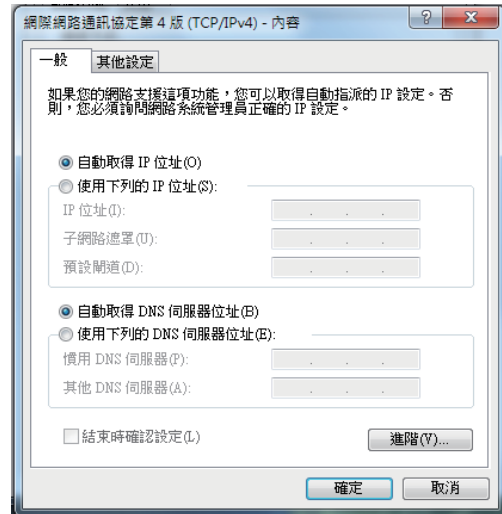 網際網路通訊協定第 4 版 (TCP/IPv4) - 內容
一般
其他設定
如果您的網路支援這項功能，您可以取得自動指派的 IP 設定。否
則，您必須詢問網路系統管理員正確的 IP 設定。
自動取得 IP 位址(O)
使用下列的 IP 位址(S):
IP 位址(I):
子網路遮罩(U):
預設閘道(D):
自動取得 DNS 伺服器位址(B)
使用下列的 DNS 伺服器位址(E):
慣用 DNS 伺服器(P):
其他 DNS 伺服器(A):
結束時確認設定(L)
進階(V)...
確定
取消